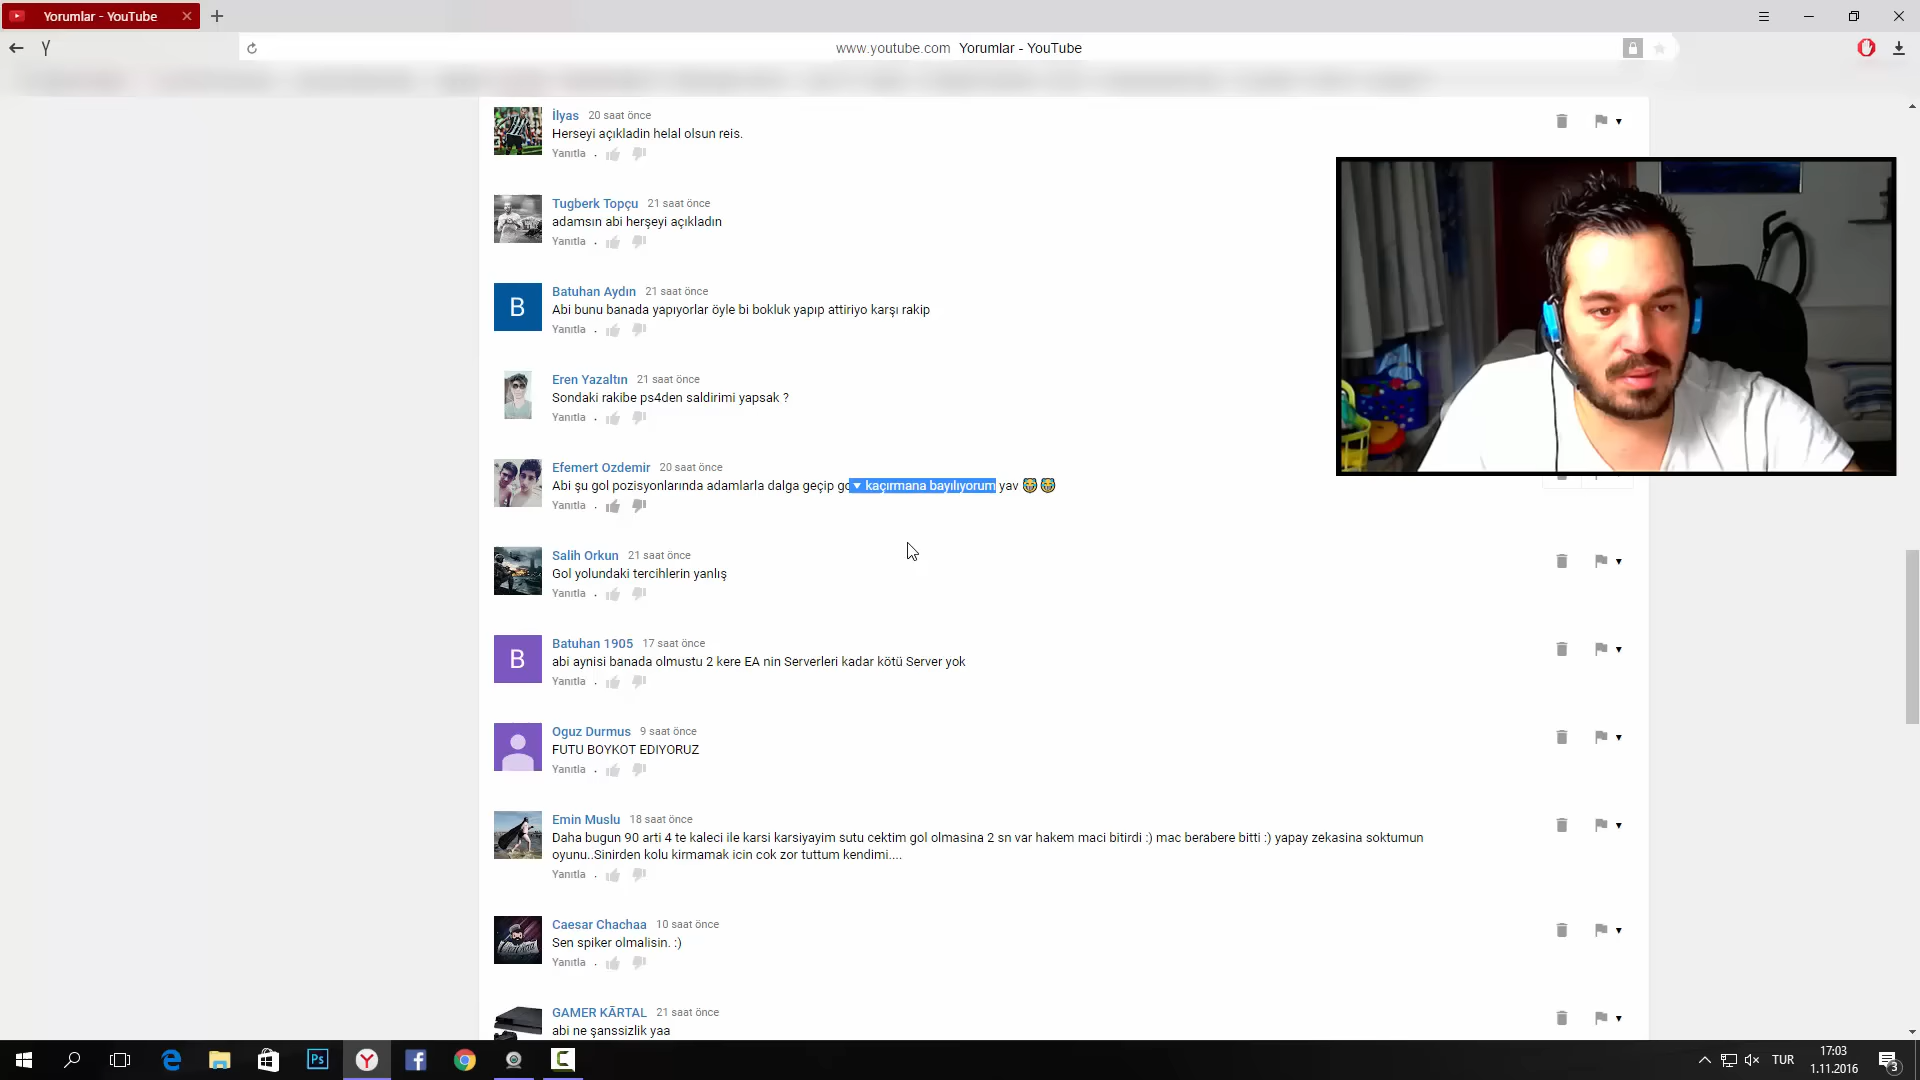 Yorumlar - YouTube
www.youtube.com Yorumlar - YouTube
İlyas 20 saat önce
Herseyi açıkladin helal olsun reis.
Yanıtla
Tugberk Topçu 21 saat önce
adamsın abi herşeyi açıkladın
Yanıtla
Batuhan Aydın 21 saat önce
Abi bunu banada yapıyorlar öyle bi bokluk yapıp attiriyo karşı rakip
Yanıtla
Eren Yazaltın 21 saat önce
Sondaki rakibe ps4den saldirimi yapsak ?
Yanıtla
Efemert Ozdemir 20 saat önce
Abi şu gol pozisyonlarında adamlarla dalga geçip go kaçırmana bayılıyorum yav
Yanıtla
Salih Orkun 21 saat önce
Gol yolundaki tercihlerin yanlış
Yanıtla
B
Batuhan 1905 17 saat önce
abi aynisi banada olmustu 2 kere EA nin Serverleri kadar kötü Server yok
Yanıtla
Oguz Durmus 9 saat önce
FUTU BOYKOT EDIYORUZ
Yanıtla
Emin Muslu 18 saat önce
Daha bugun 90 arti 4 te kaleci ile karsi karsiyayim sutu cektim gol olmasina 2 sn var hakem maci bitirdi :) mac berabere bitti :) yapay zekasina soktumun
oyunu..Sinirden kolu kirmamak icin cok zor tuttum kendimi....
Yanıtla
Caesar Chachaa 10 saat önce
Sen spiker olmalisin. :)
Yanıtla
GAMER KĀRTAL 21 saat önce
abi ne şanssizlik yaa
TUR
17:03
1.11.2016
3